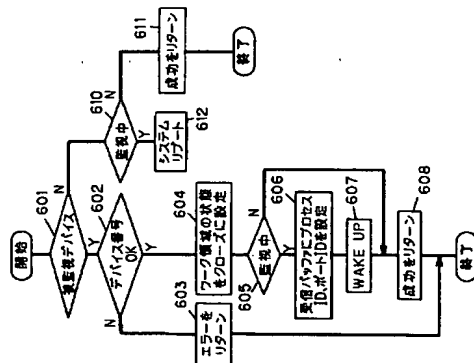 開始
601
被監視デバイス
N
Y
602
デバイス番号
OK
N
Y
603
エラーを
リターン
604
ワーク領域の状態
をクローズに設定
605
監視中
N
Y
606
受信バッファにプロセス
ID、ポートIDを設定
607
WAKE UP
608
成功をリターン
終了
610
監視中
N
Y
611
成功をリターン
612
システム
リブート
終了